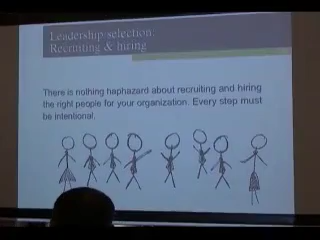 Leadership selection,
Recruiting & hiring
There is nothing haphazard about recruiting and hiring
the right people for your organization. Every step must
be intentional.